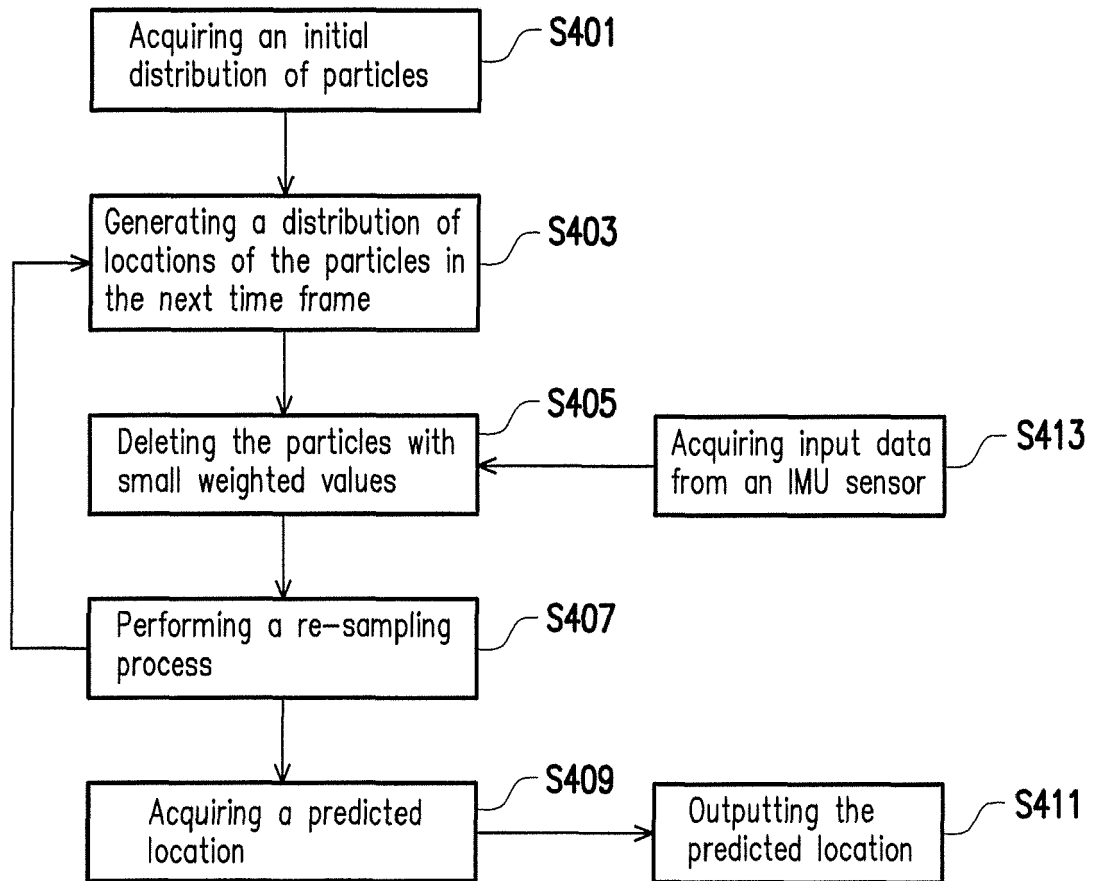 Acquiring an initial
distribution of particles
S401
Generating a distribution of
locations of the particles in
the next time frame
S403
Deleting the particles with
small weighted values
S405
Acquiring input data
from an IMU sensor
S413
Performing a re-sampling
process
S407
Acquiring a predicted
location
S409
Outputting the
predicted location
S411